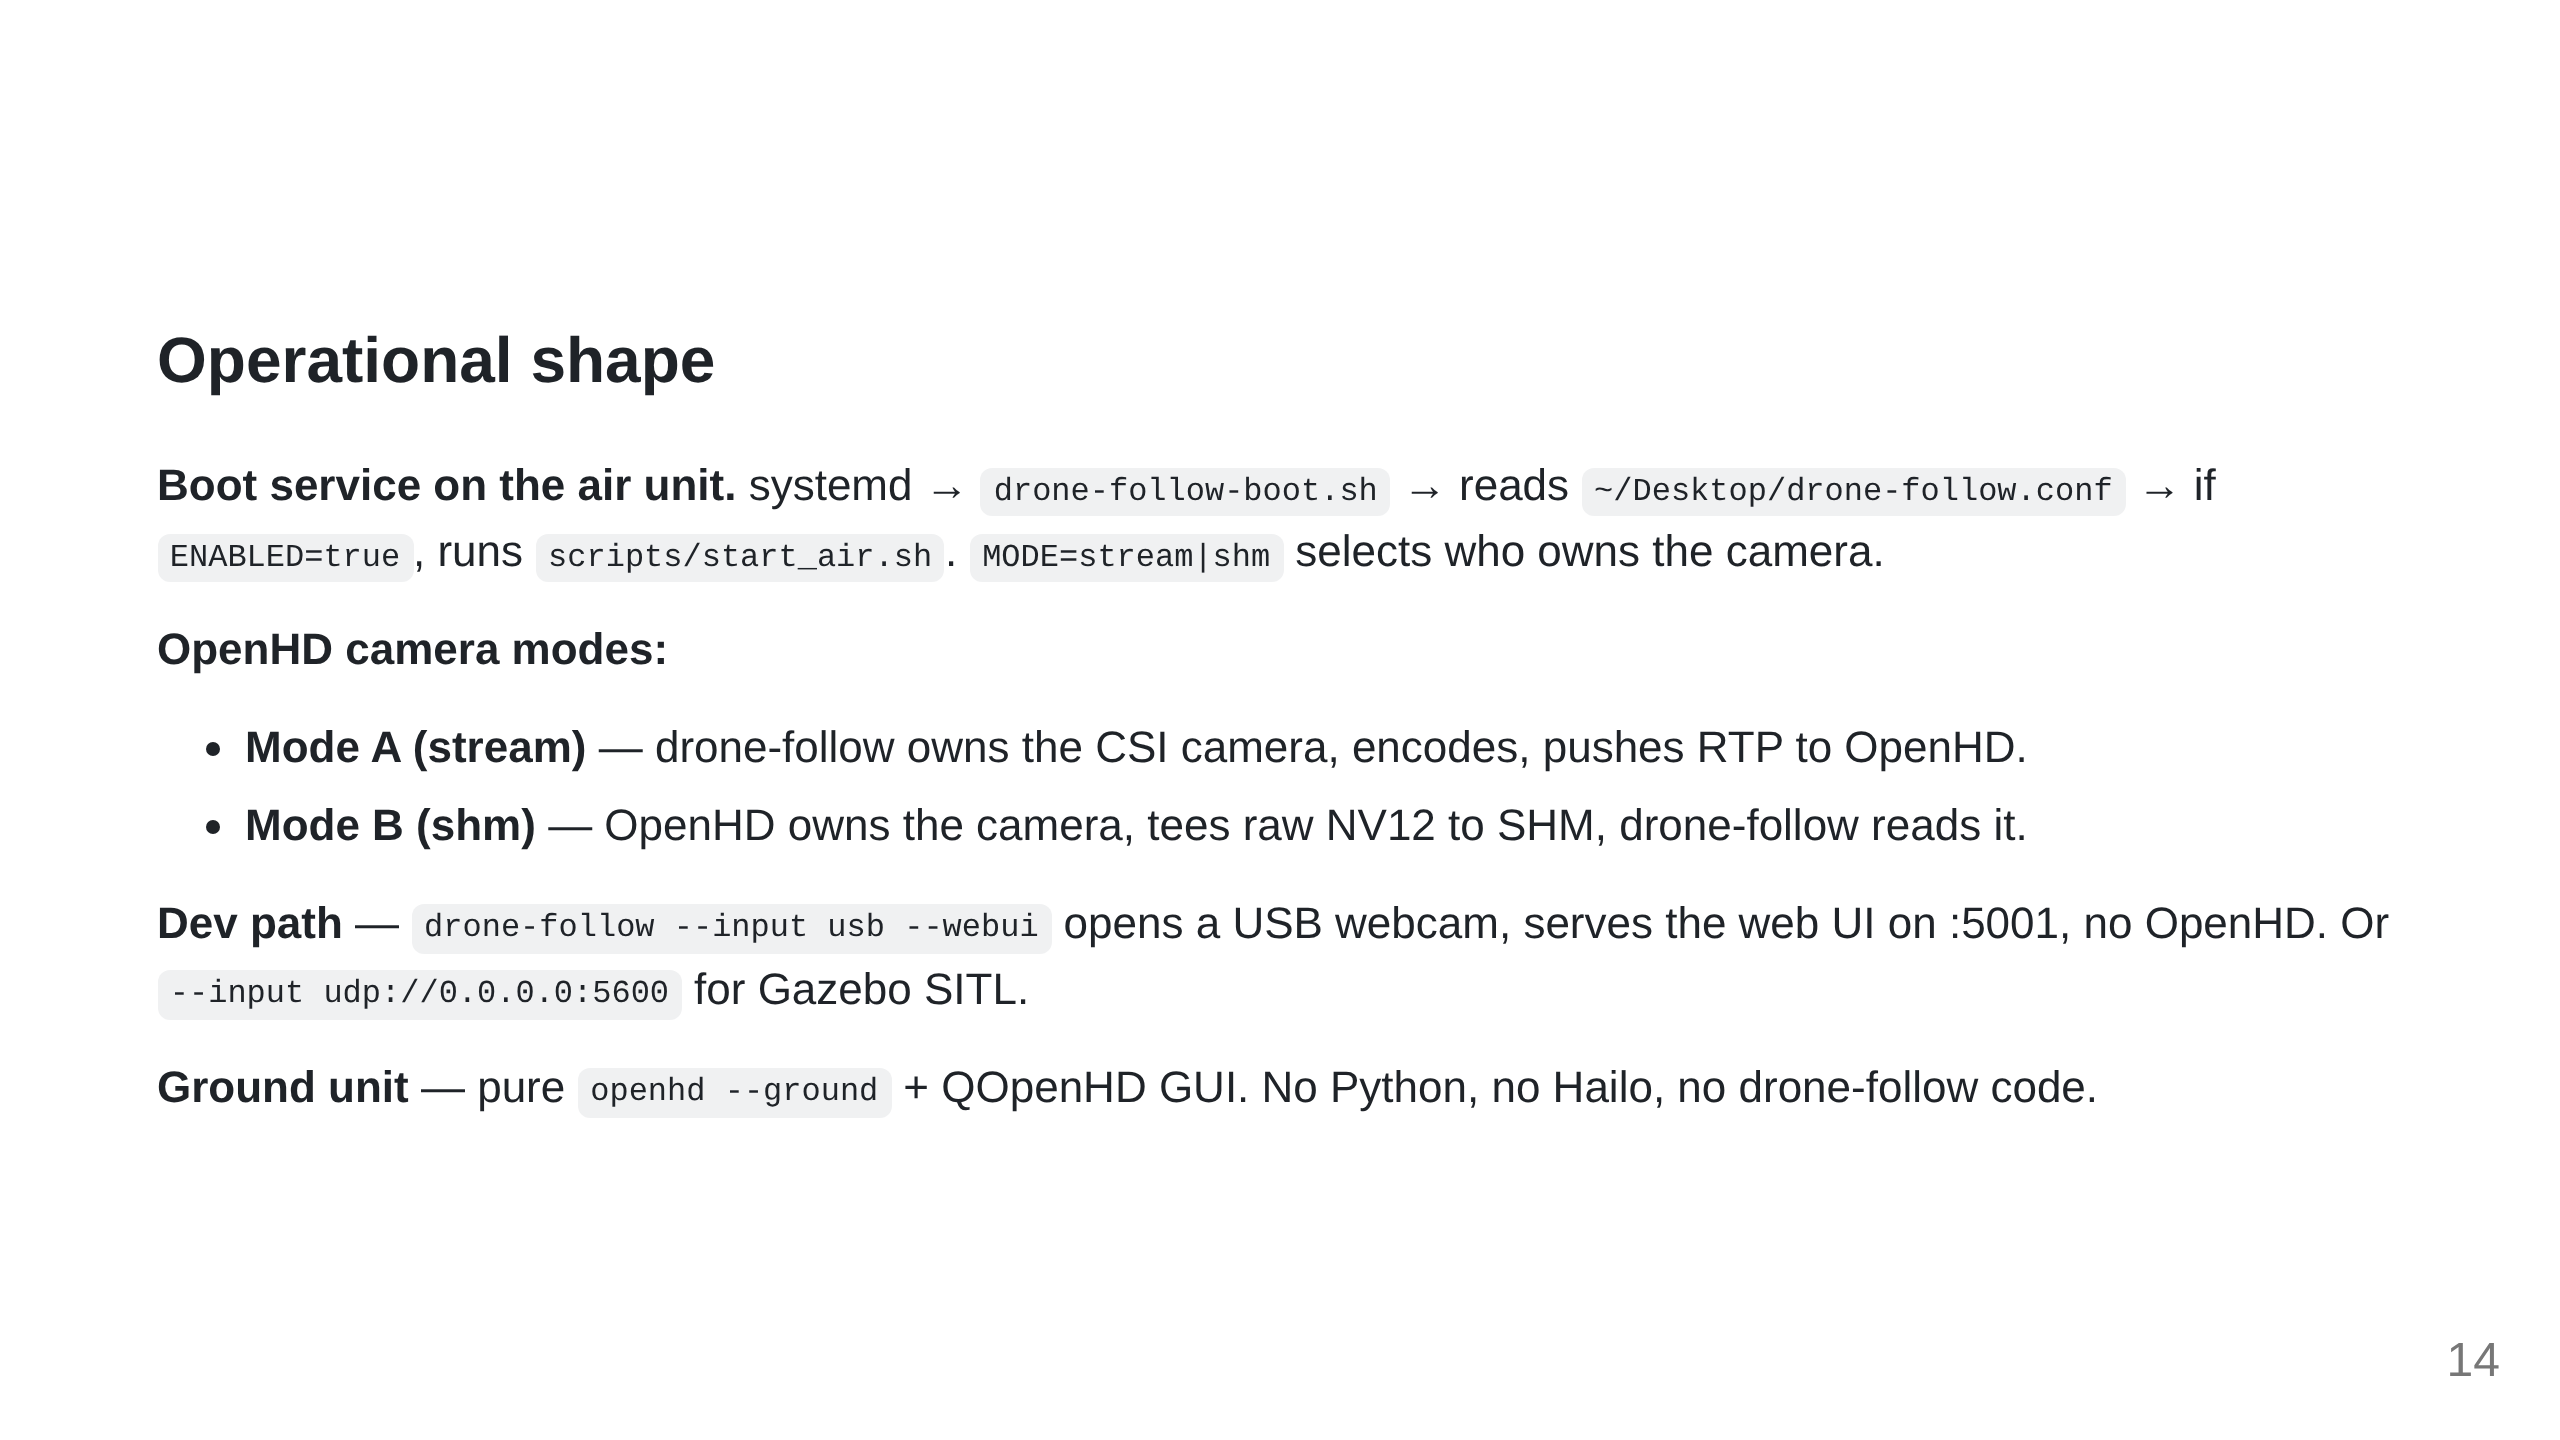 Operational shape
Boot service on the air unit. systemd → drone-follow-boot.sh → reads ~/Desktop/drone-follow.conf → if
ENABLED=true, runs scripts/start_air.sh. MODE=stream|shm selects who owns the camera.
OpenHD camera modes:
• Mode A (stream) — drone-follow owns the CSI camera, encodes, pushes RTP to OpenHD.
• Mode B (shm) — OpenHD owns the camera, tees raw NV12 to SHM, drone-follow reads it.
Dev path — drone-follow --input usb --webui opens a USB webcam, serves the web UI on :5001, no OpenHD. Or
--input udp://0.0.0.0:5600 for Gazebo SITL.
Ground unit — pure openhd --ground + QOpenHD GUI. No Python, no Hailo, no drone-follow code.
14